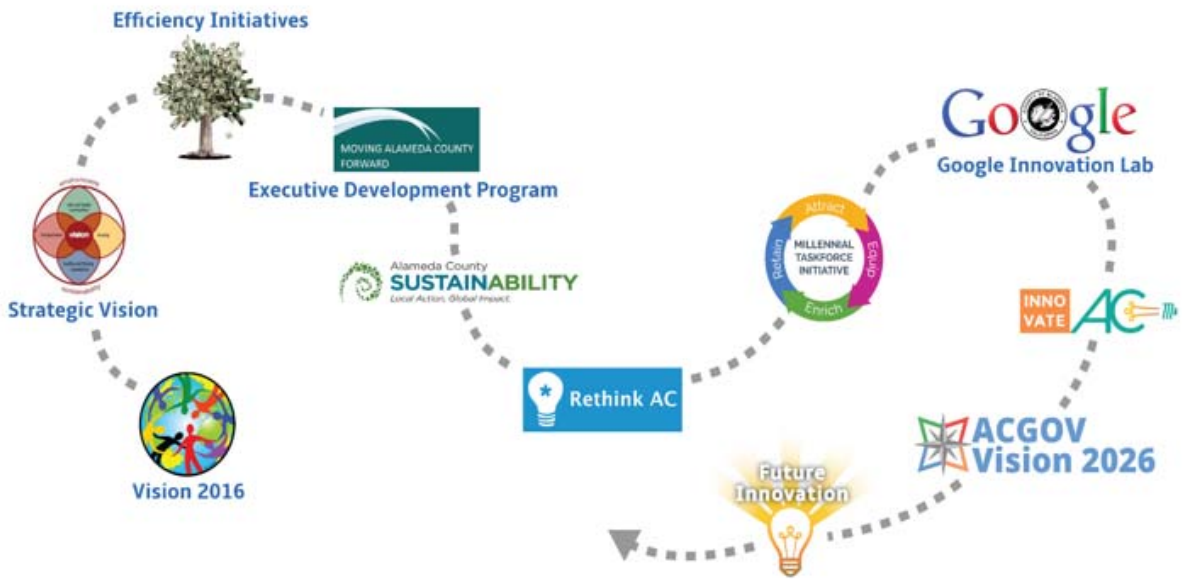 Efficiency Initiatives
MOVING ALAMEDA COUNTY
FORWARD
Executive Development Program
vision
Strategic Vision
Vision 2016
Alameda County
SUSTAINABILITY
Local Action, Global Impact.
* Rethink AC
Attract
Equip
Enrich
Retain
MILLENNIAL
TASKFORCE
INITIATIVE
Google
Google Innovation Lab
INNO
VATE
AC
ACGOV
Vision 2026
Future
Innovation